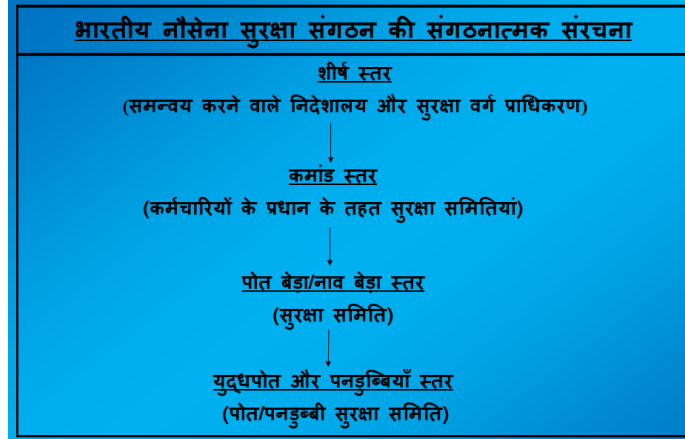 भारतीय नौसेना सुरक्षा संगठन की संगठनात्मक संरचना
शीर्ष स्तर
(समन्वय करने वाले निदेशालय और सुरक्षा वर्ग प्राधिकरण)
कमांड स्तर
(कर्मचारियों के प्रधान के तहत सुरक्षा समितियां)
पोत बेड़ा/नाव बेड़ा स्तर
(सुरक्षा समिति)
युद्धपोत और पनडुब्बियाँ स्तर
(पोत/पनडुब्बी सुरक्षा समिति)